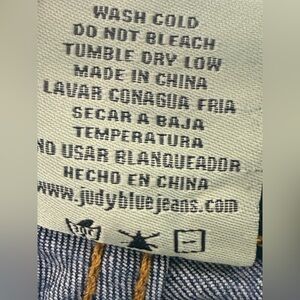 WASH COLD
DO NOT BLEACH
TUMBLE DRY LOW
MADE IN CHINA
LAVAR CONAGUA FRIA
SECAR A BAJA
TEMPERATURA
NO USAR BLANQUEADOR
HECHO EN CHINA
www.judybluejeans.com